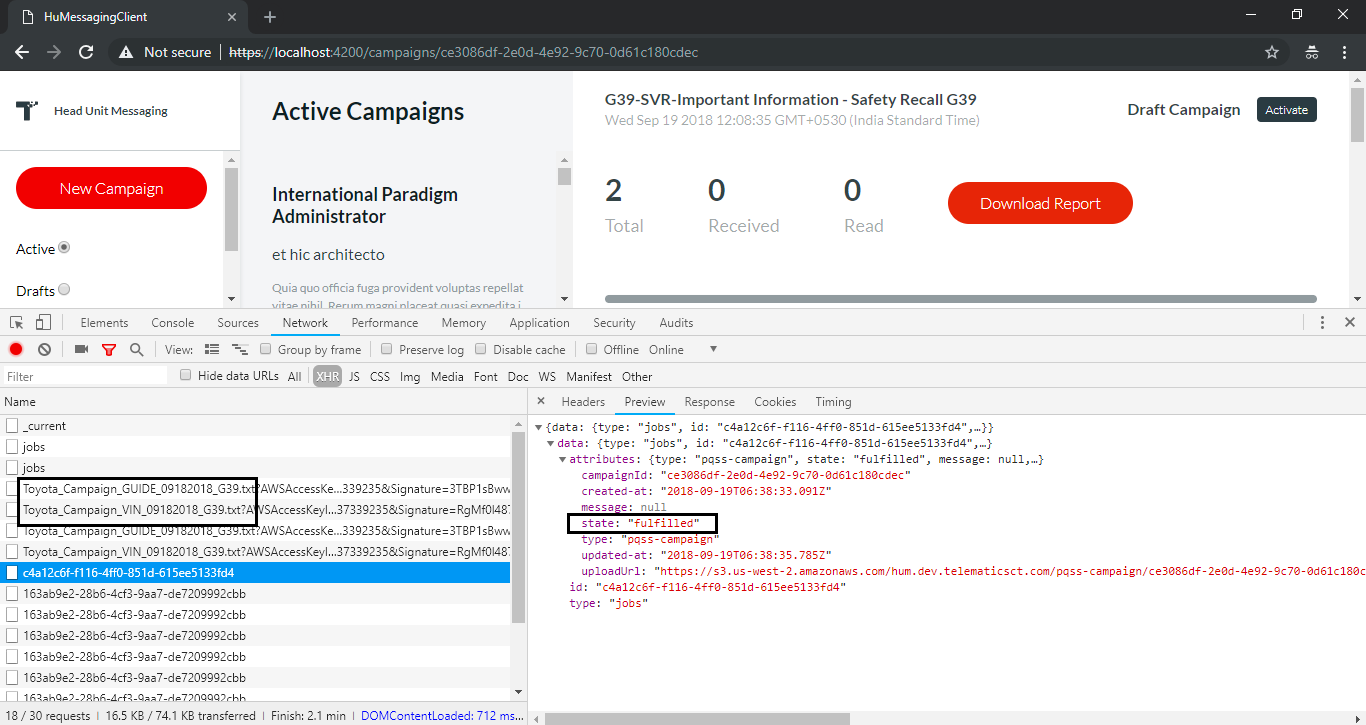 HuMessagingClient
Not secure
https://localhost:4200/campaigns/ce3086df-2e0d-4e92-9c70-0d61c180cdec
Head Unit Messaging
New Campaign
Active
Drafts
Active Campaigns
International Paradigm
Administrator
et hic architecto
Quia quo officia fuga provident voluptas repellat
vitae nihil. Rerum magni placeat quasi expedita i
G39-SVR-Important Information - Safety Recall G39
Wed Sep 19 2018 12:08:35 GMT+0530 (India Standard Time)
Draft Campaign
Activate
2 0 0
Total Received Read
Download Report
Elements Console Sources Network Performance Memory Application Security Audits
View: Group by frame Preserve log Disable cache Offline Online
Filter Hide data URLs All XHR JS CSS Img Media Font Doc WS Manifest Other
Name
_current
jobs
jobs
Toyota_Campaign_GUIDE_09182018_G39.txt?AWSAccessKe...339235&Signature=3TBP1sBww
Toyota_Campaign_VIN_09182018_G39.txt?AWSAccessKeyI...37339235&Signature=RgMf0l487
Toyota_Campaign_GUIDE_09182018_G39.txt?AWSAccessKe...339235&Signature=3TBP1sBww
Toyota_Campaign_VIN_09182018_G39.txt?AWSAccessKeyI...37339235&Signature=RgMf0l487
c4a12c6f-f116-4ff0-851d-615ee5133fd4
163ab9e2-28b6-4cf3-9aa7-de7209992cbb
163ab9e2-28b6-4cf3-9aa7-de7209992cbb
163ab9e2-28b6-4cf3-9aa7-de7209992cbb
163ab9e2-28b6-4cf3-9aa7-de7209992cbb
163ab9e2-28b6-4cf3-9aa7-de7209992cbb
163ab9e2-28b6-4cf3-9aa7-de7209992cbb
18 / 30 requests | 16.5 KB / 74.1 KB transferred | Finish: 2.1 min | DOMContentLoaded: 712 ms...
Headers Preview Response Cookies Timing
{data: {type: "jobs", id: "c4a12c6f-f116-4ff0-851d-615ee5133fd4",…}}
data: {type: "jobs", id: "c4a12c6f-f116-4ff0-851d-615ee5133fd4",…}
attributes: {type: "pqss-campaign", state: "fulfilled", message: null,…}
campaignId: "ce3086df-2e0d-4e92-9c70-0d61c180cdec"
created-at: "2018-09-19T06:38:33.091Z"
message: null
state: "fulfilled"
type: "pqss-campaign"
updated-at: "2018-09-19T06:38:35.785Z"
uploadUrl: "https://s3.us-west-2.amazonaws.com/hum.dev.telematicsct.com/pqss-campaign/ce3086df-2e0d-4e92-9c70-0d61c180c
id: "c4a12c6f-f116-4ff0-851d-615ee5133fd4"
type: "jobs"